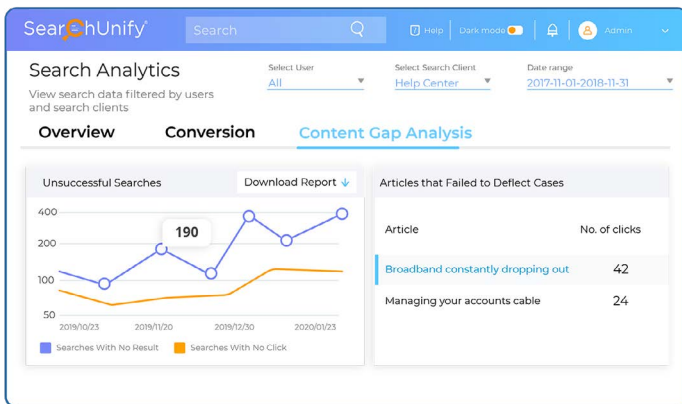 SearchUnify
Search
? Help
Dark mode
Admin
Search Analytics
View search data filtered by users
and search clients
Select User
All
Select Search Client
Help Center
Date range
2017-11-01-2018-11-31
Overview
Conversion
Content Gap Analysis
Unsuccessful Searches
Download Report
400
200
100
50
190
2019/10/23
2019/11/20
2019/12/30
2020/01/23
Searches With No Result
Searches With No Click
Articles that Failed to Deflect Cases
Article
No. of clicks
Broadband constantly dropping out
42
Managing your accounts cable
24